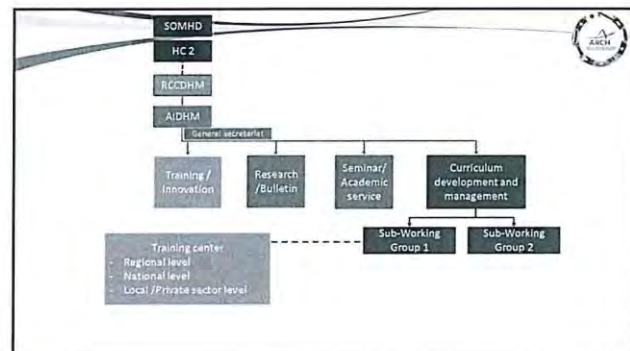 SOMHD
HC 2
ARCH
RCCDHM
AIDHM
General secretariat
Training /
Innovation
Research
/Bulletin
Seminar/
Academic
service
Curriculum
development and
management
Sub-Working
Group 1
Sub-Working
Group 2
Training center
- Regional level
- National level
- Local /Private sector level